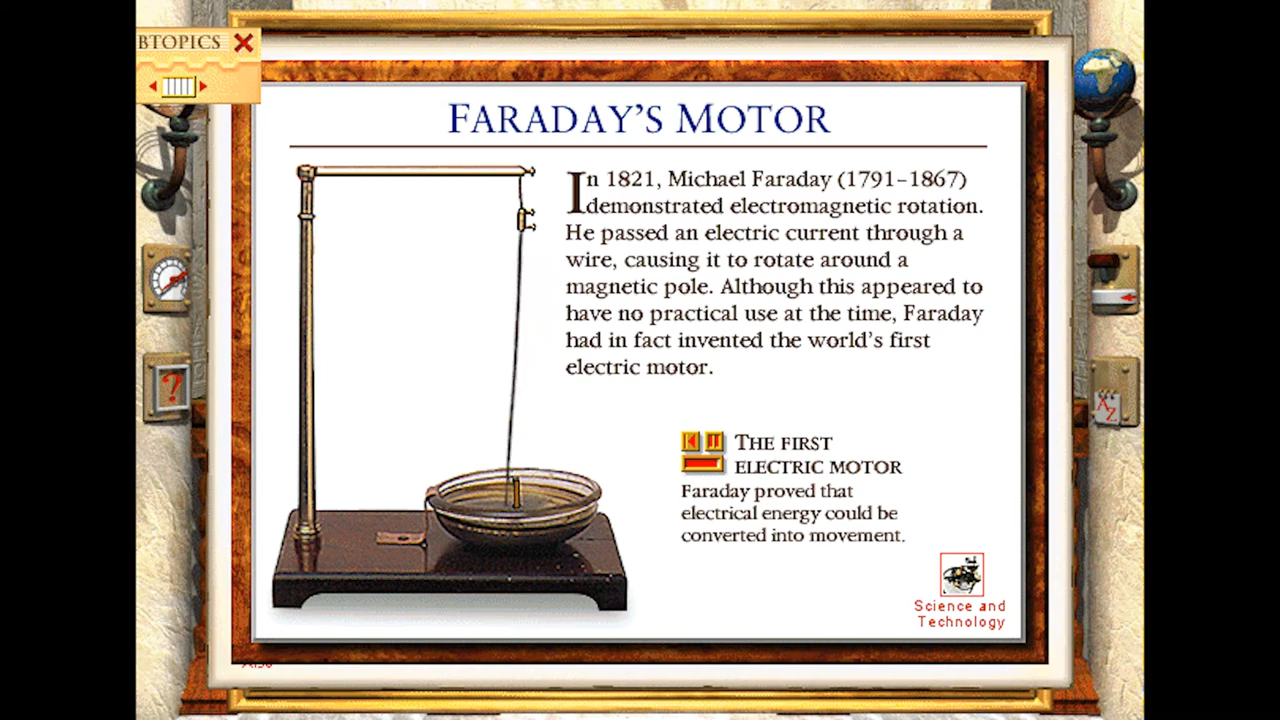 BTOPICS
FARADAY'S MOTOR
In 1821, Michael Faraday (1791–1867)
demonstrated electromagnetic rotation.
He passed an electric current through a
wire, causing it to rotate around a
magnetic pole. Although this appeared to
have no practical use at the time, Faraday
had in fact invented the world's first
electric motor.
THE FIRST
ELECTRIC MOTOR
Faraday proved that
electrical energy could be
converted into movement.
Science and
Technology
?
AZ